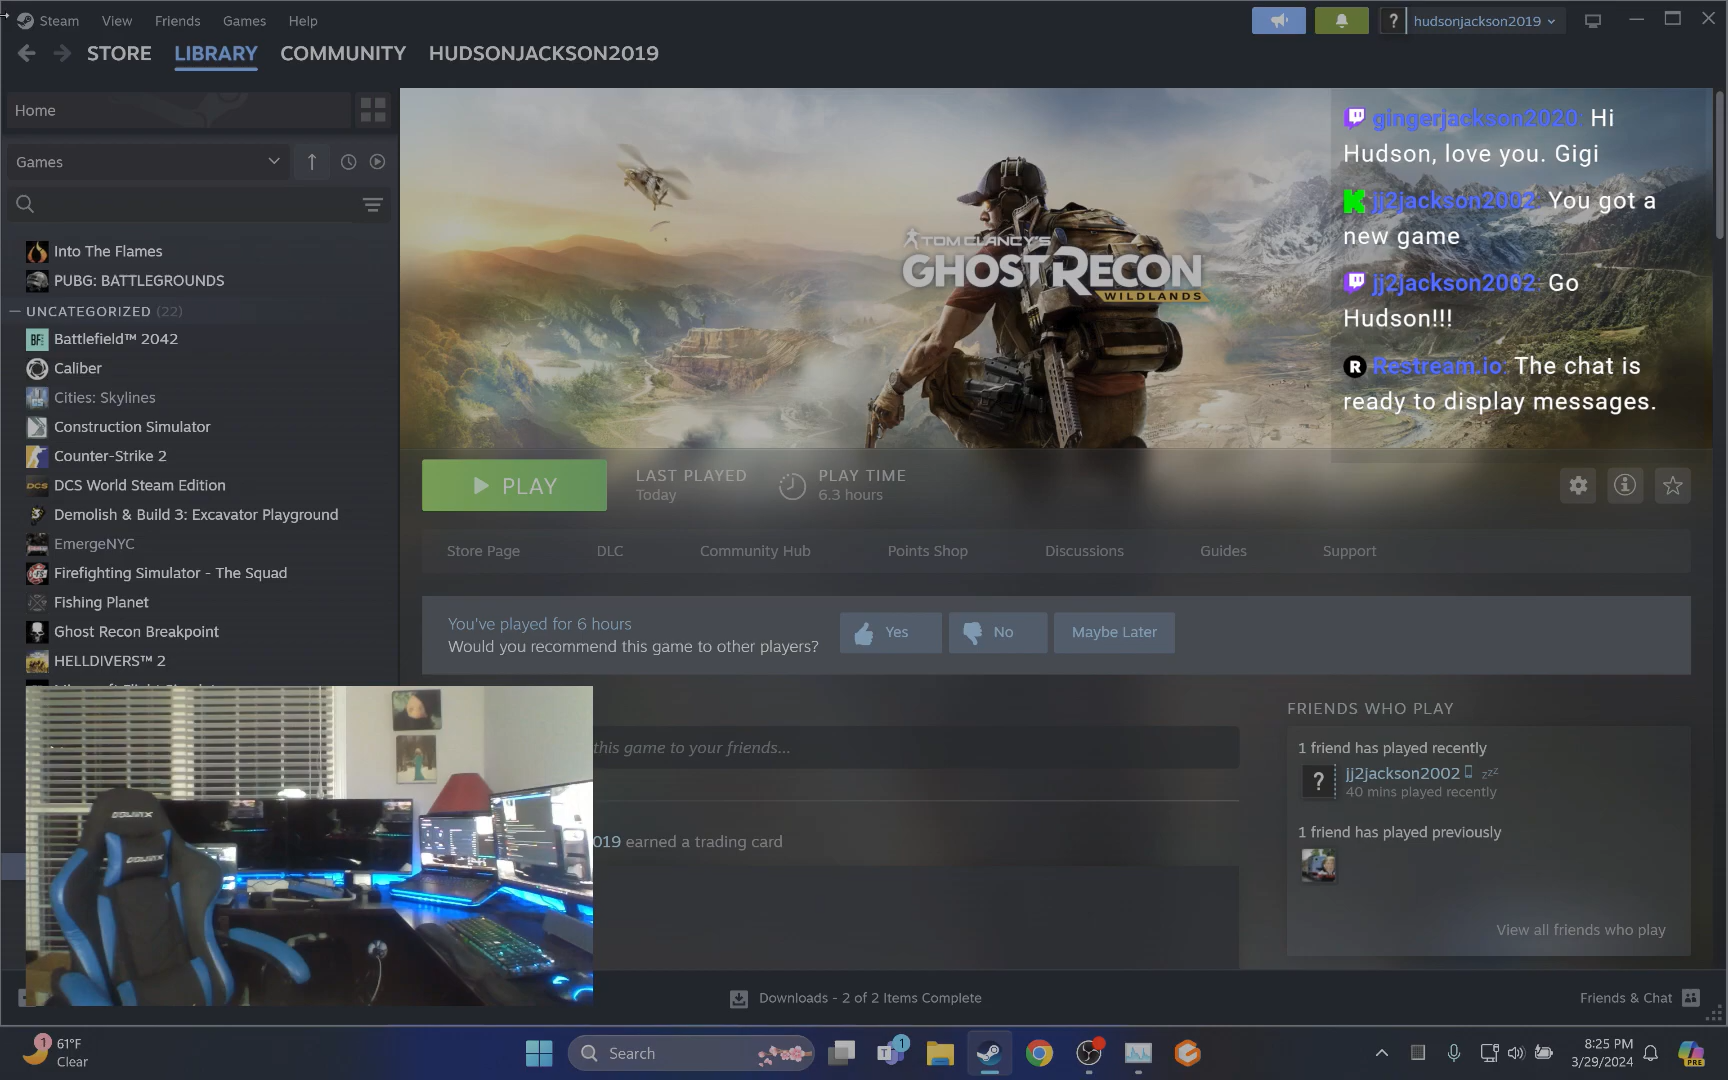 Steam View Friends Games Help
hudsonjackson2019
STORE LIBRARY COMMUNITY HUDSONJACKSON2019
Home
Games
Into The Flames
PUBG: BATTLEGROUNDS
UNCATEGORIZED (22)
Battlefield™ 2042
Caliber
Cities: Skylines
Construction Simulator
Counter-Strike 2
DCS World Steam Edition
Demolish & Build 3: Excavator Playground
EmergeNYC
Firefighting Simulator - The Squad
Fishing Planet
Ghost Recon Breakpoint
HELLDIVERS™ 2
TOM CLANCY'S
GHOST RECON
WILDLANDS
gingerjackson2020: Hi
Hudson, love you. Gigi
jj2jackson2002: You got a
new game
jj2jackson2002: Go
Hudson!!!
Restream.io: The chat is
ready to display messages.
PLAY
LAST PLAYED
Today
PLAY TIME
6.3 hours
Store Page DLC Community Hub Points Shop Discussions Guides Support
You've played for 6 hours
Would you recommend this game to other players?
Yes No Maybe Later
this game to your friends...
019 earned a trading card
FRIENDS WHO PLAY
1 friend has played recently
jj2jackson2002 zzz
40 mins played recently
1 friend has played previously
View all friends who play
Downloads - 2 of 2 Items Complete
Friends & Chat
1
61°F
Clear
Search
1
8:25 PM
3/29/2024
PRE